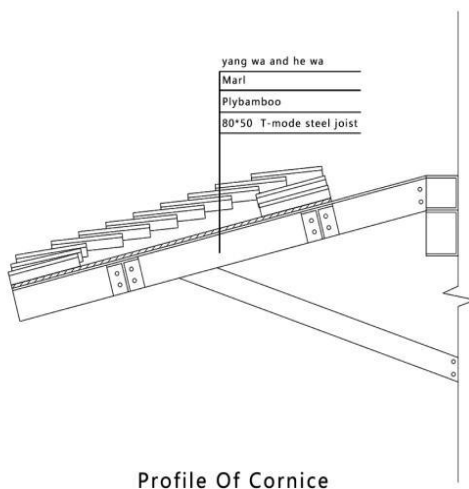 yang wa and he wa
Marl
Plybamboo
80*50 T-mode steel joist
Profile Of Cornice